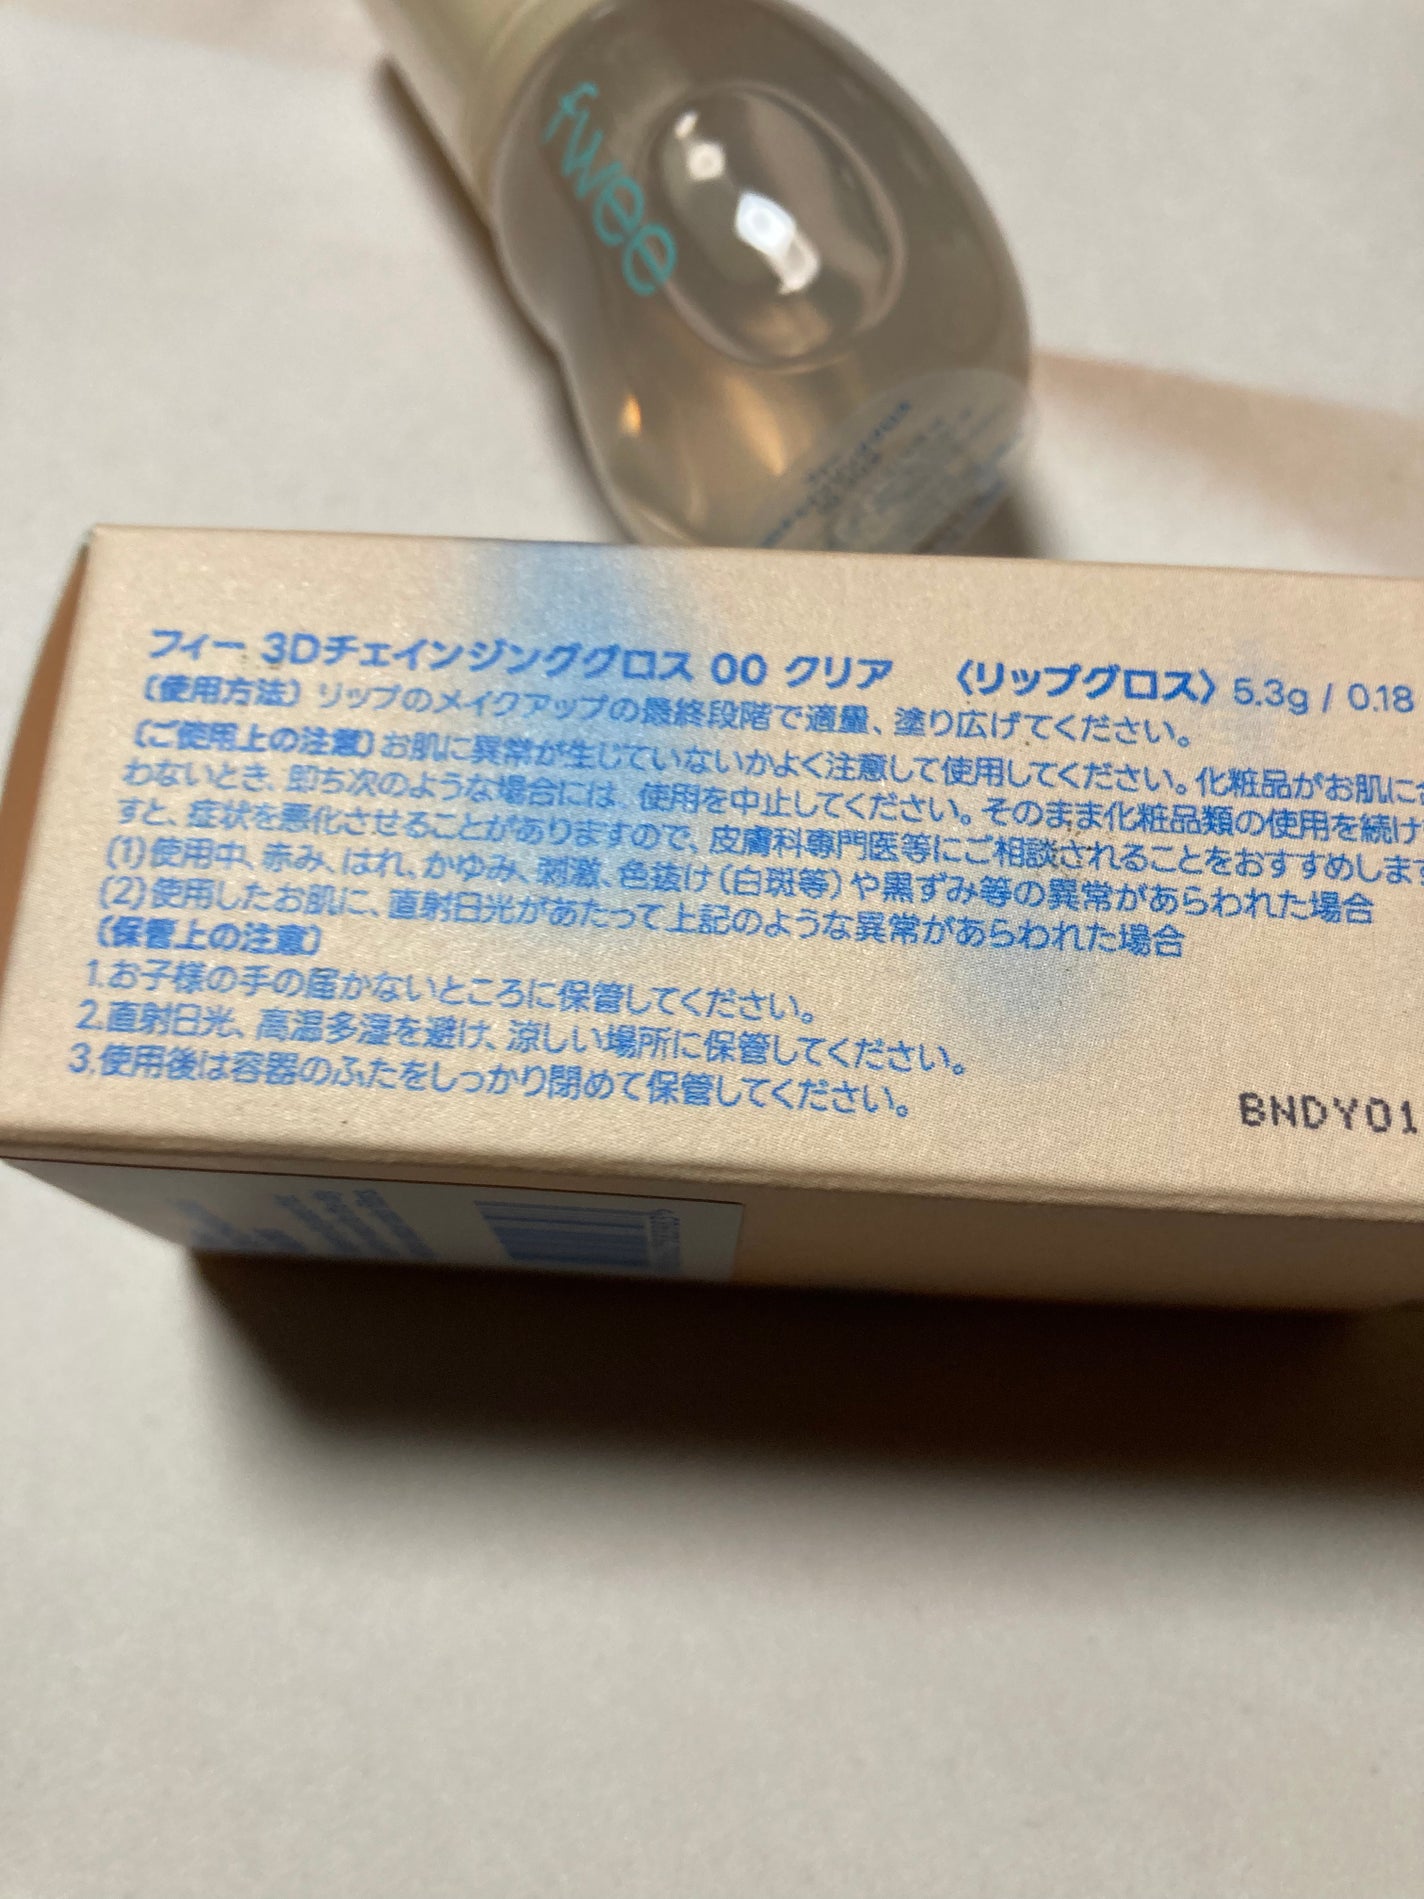 fwee
フィー 3Dチェインジンググロス 00 クリア 〈リップグロス〉 5.3g / 0.18
〔使用方法〕 リップのメイクアップの最終段階で適量、塗り広げてください。
〔ご使用上の注意〕 お肌に異常が生じていないかよく注意して使用してください。化粧品がお肌に
わないとき、即ち次のような場合には、使用を中止してください。そのまま化粧品類の使用を続け
すと、症状を悪化させることがありますので、皮膚科専門医等にご相談されることをおすすめしま
(1)使用中、赤み、はれ、かゆみ、刺激、色抜け(白斑等)や黒ずみ等の異常があらわれた場合
(2)使用したお肌に、直射日光があたって上記のような異常があらわれた場合
〔保管上の注意〕
1.お子様の手の届かないところに保管してください。
2.直射日光、高温多湿を避け、涼しい場所に保管してください。
3.使用後は容器のふたをしっかり閉めて保管してください。
BNDY01